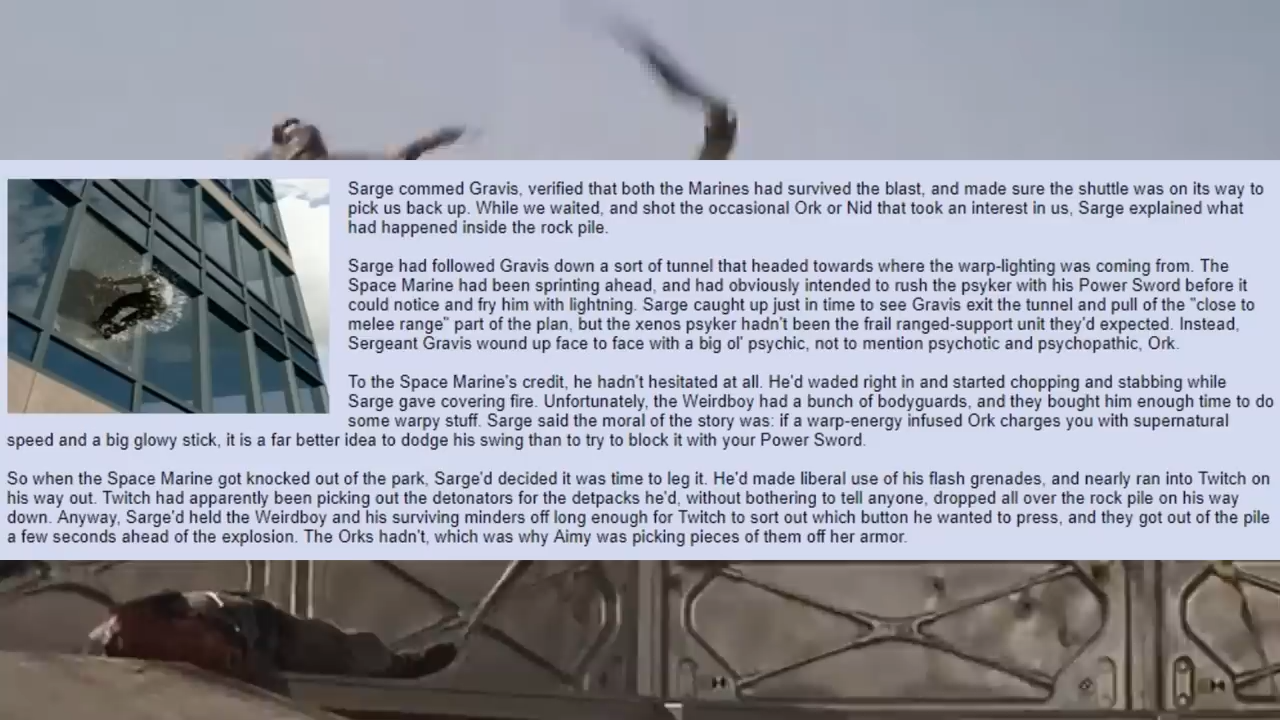 Sarge commed Gravis, verified that both the Marines had survived the blast, and made sure the shuttle was on its way to
pick us back up. While we waited, and shot the occasional Ork or Nid that took an interest in us, Sarge explained what
had happened inside the rock pile.
Sarge had followed Gravis down a sort of tunnel that headed towards where the warp-lighting was coming from. The
Space Marine had been sprinting ahead, and had obviously intended to rush the psyker with his Power Sword before it
could notice and fry him with lightning. Sarge caught up just in time to see Gravis exit the tunnel and pull of the "close to
melee range" part of the plan, but the xenos psyker hadn't been the frail ranged-support unit they'd expected. Instead,
Sergeant Gravis wound up face to face with a big ol' psychic, not to mention psychotic and psychopathic, Ork.
To the Space Marine's credit, he hadn't hesitated at all. He'd waded right in and started chopping and stabbing while
Sarge gave covering fire. Unfortunately, the Weirdboy had a bunch of bodyguards, and they bought him enough time to do
some warpy stuff. Sarge said the moral of the story was: if a warp-energy infused Ork charges you with supernatural
speed and a big glowy stick, it is a far better idea to dodge his swing than to try to block it with your Power Sword.
So when the Space Marine got knocked out of the park, Sarge'd decided it was time to leg it. He'd made liberal use of his flash grenades, and nearly ran into Twitch on
his way out. Twitch had apparently been picking out the detonators for the detpacks he'd, without bothering to tell anyone, dropped all over the rock pile on his way
down. Anyway, Sarge'd held the Weirdboy and his surviving minders off long enough for Twitch to sort out which button he wanted to press, and they got out of the pile
a few seconds ahead of the explosion. The Orks hadn't, which was why Aimy was picking pieces of them off her armor.